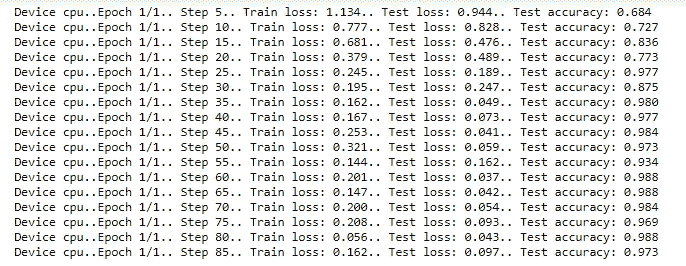 Device cpu..Epoch 1/1.. Step 5.. Train loss: 1.134.. Test loss: 0.944.. Test accuracy: 0.684
Device cpu..Epoch 1/1.. Step 10.. Train loss: 0.777.. Test loss: 0.828.. Test accuracy: 0.727
Device cpu..Epoch 1/1.. Step 15.. Train loss: 0.681.. Test loss: 0.476.. Test accuracy: 0.836
Device cpu..Epoch 1/1.. Step 20.. Train loss: 0.379.. Test loss: 0.489.. Test accuracy: 0.773
Device cpu..Epoch 1/1.. Step 25.. Train loss: 0.245.. Test loss: 0.189.. Test accuracy: 0.977
Device cpu..Epoch 1/1.. Step 30.. Train loss: 0.195.. Test loss: 0.247.. Test accuracy: 0.875
Device cpu..Epoch 1/1.. Step 35.. Train loss: 0.162.. Test loss: 0.049.. Test accuracy: 0.980
Device cpu..Epoch 1/1.. Step 40.. Train loss: 0.167.. Test loss: 0.073.. Test accuracy: 0.977
Device cpu..Epoch 1/1.. Step 45.. Train loss: 0.253.. Test loss: 0.041.. Test accuracy: 0.984
Device cpu..Epoch 1/1.. Step 50.. Train loss: 0.321.. Test loss: 0.059.. Test accuracy: 0.973
Device cpu..Epoch 1/1.. Step 55.. Train loss: 0.144.. Test loss: 0.162.. Test accuracy: 0.934
Device cpu..Epoch 1/1.. Step 60.. Train loss: 0.201.. Test loss: 0.037.. Test accuracy: 0.988
Device cpu..Epoch 1/1.. Step 65.. Train loss: 0.147.. Test loss: 0.042.. Test accuracy: 0.988
Device cpu..Epoch 1/1.. Step 70.. Train loss: 0.200.. Test loss: 0.054.. Test accuracy: 0.984
Device cpu..Epoch 1/1.. Step 75.. Train loss: 0.208.. Test loss: 0.093.. Test accuracy: 0.969
Device cpu..Epoch 1/1.. Step 80.. Train loss: 0.056.. Test loss: 0.043.. Test accuracy: 0.988
Device cpu..Epoch 1/1.. Step 85.. Train loss: 0.162.. Test loss: 0.097.. Test accuracy: 0.973